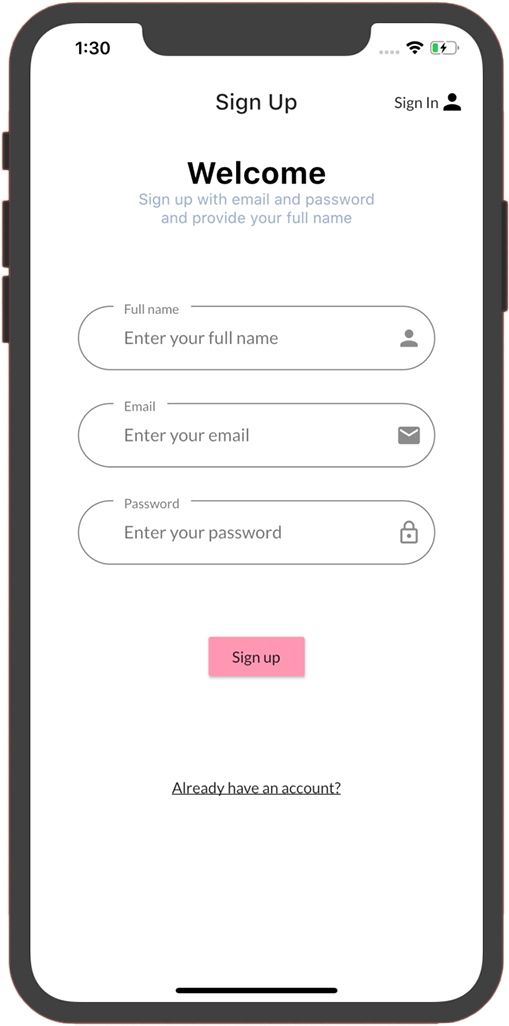 1:30
Sign Up
Sign In
Welcome
Sign up with email and password
and provide your full name
Full name
Enter your full name
Email
Enter your email
Password
Enter your password
Sign up
Already have an account?